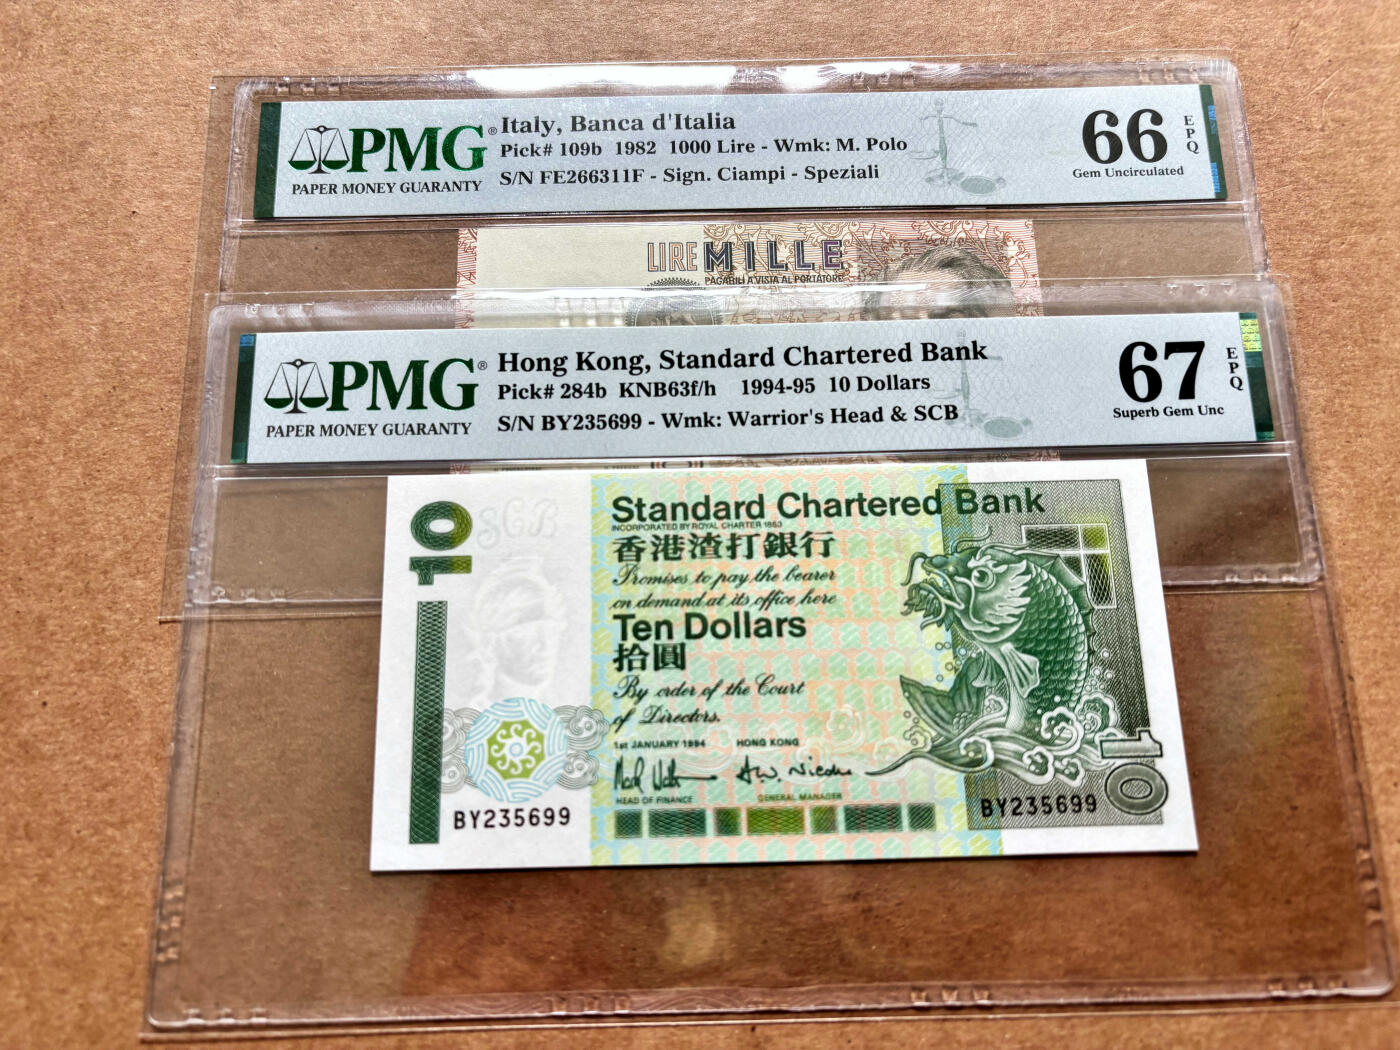 PMG®
PAPER MONEY GUARANTY
Italy, Banca d'Italia
Pick# 109b 1982 1000 Lire - Wmk: M. Polo
S/N FE266311F - Sign. Ciampi - Speziali
66
EPQ
Gem Uncirculated
LIRE MILLE
PAGABILI A VISTA AL PORTATORE
PMG®
PAPER MONEY GUARANTY
Hong Kong, Standard Chartered Bank
Pick# 284b KNB63f/h 1994-95 10 Dollars
S/N BY235699 - Wmk: Warrior's Head & SCB
67
EPQ
Superb Gem Unc
10
SCB
Standard Chartered Bank
INCORPORATED BY ROYAL CHARTER 1853
香港渣打銀行
Promises to pay the bearer
on demand at its office here
Ten Dollars
拾圓
By order of the Court
of Directors.
1st JANUARY 1994 HONG KONG
HEAD OF FINANCE GENERAL MANAGER
BY235699
BY235699
10